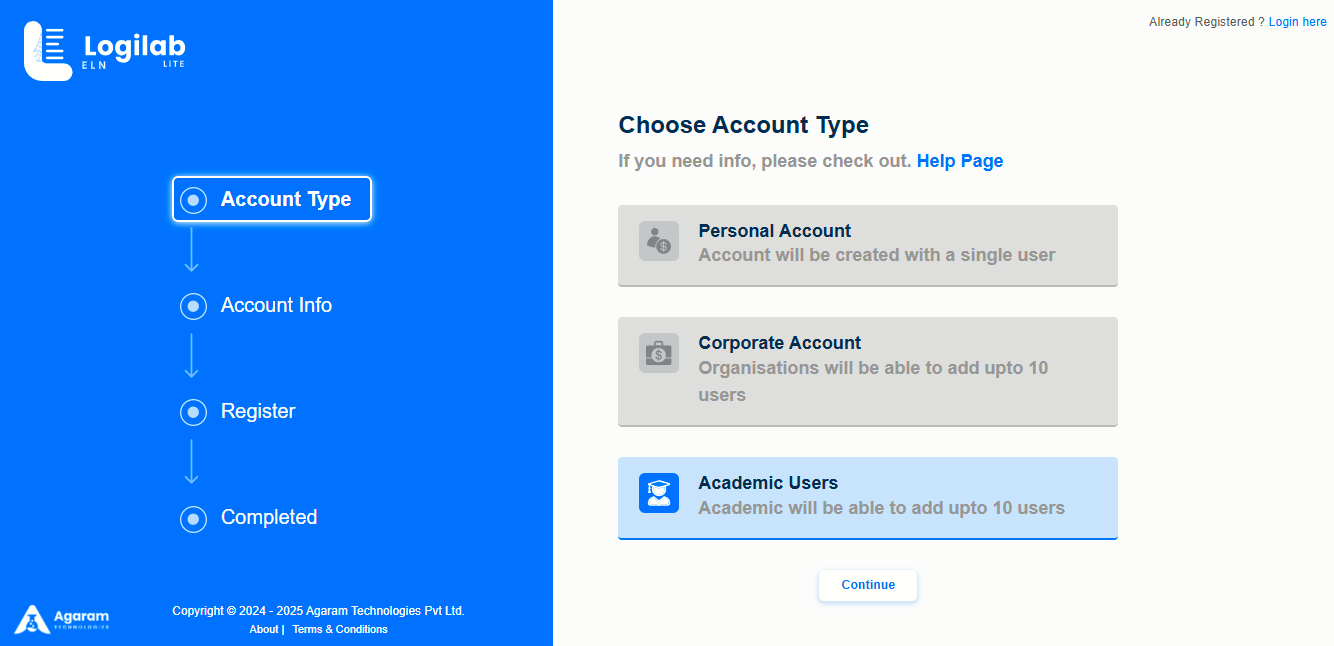 Logilab
ELN LITE
Already Registered ? Login here
Account Type
Account Info
Register
Completed
Choose Account Type
If you need info, please check out. Help Page
Personal Account
Account will be created with a single user
Corporate Account
Organisations will be able to add upto 10
users
Academic Users
Academic will be able to add upto 10 users
Continue
Agaram
TECHNOLOGIES
Copyright © 2024 - 2025 Agaram Technologies Pvt Ltd.
About | Terms & Conditions